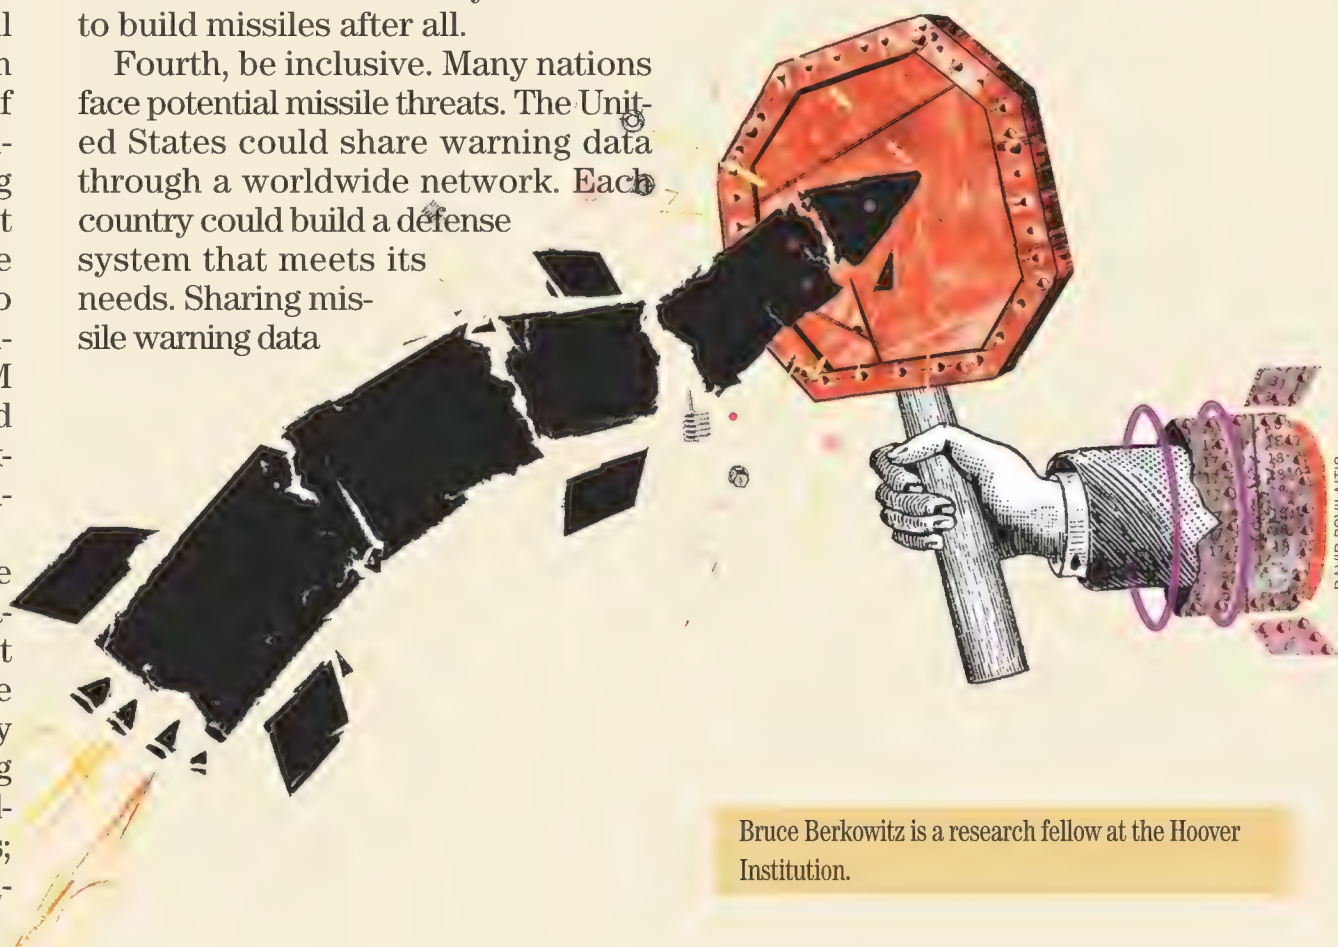 to build missiles after all.
Fourth, be inclusive. Many nations
face potential missile threats. The Unit-
ed States could share warning data
through a worldwide network. Each
country could build a defense
system that meets its
needs. Sharing mis-
sile warning data
Bruce Berkowitz is a research fellow at the Hoover
Institution.